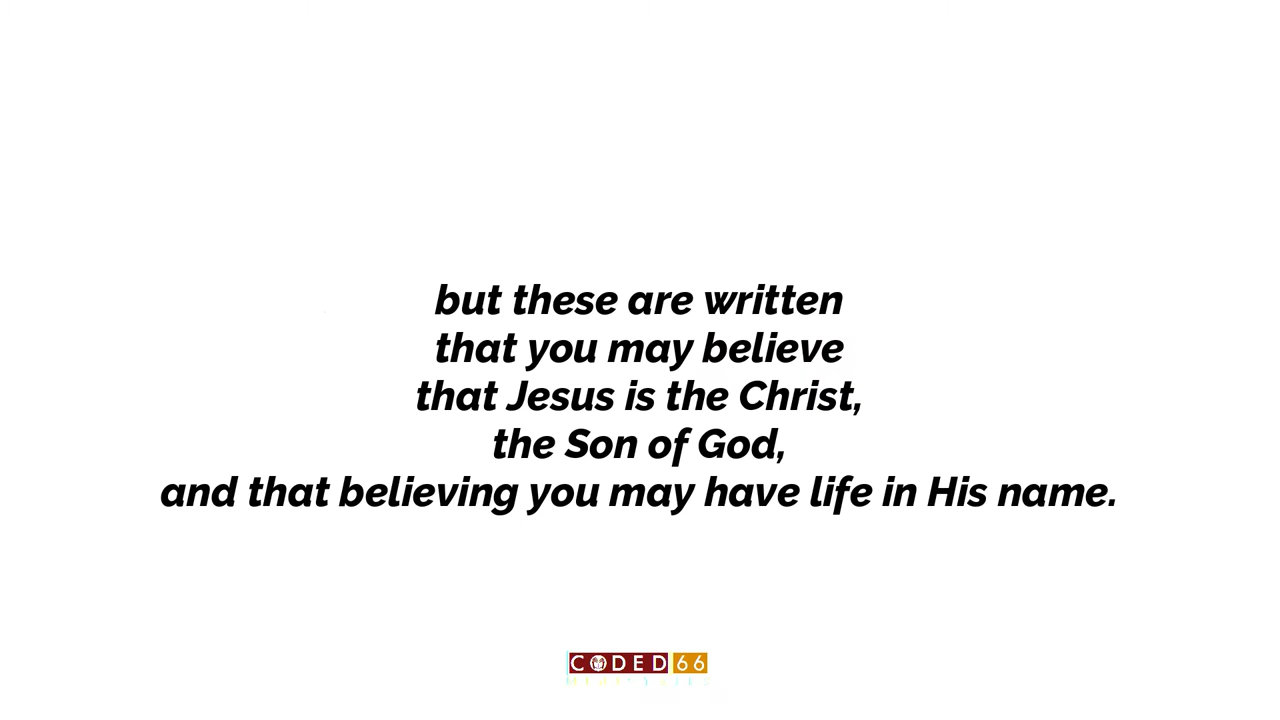 but these are written
that you may believe
that Jesus is the Christ,
the Son of God,
and that believing you may have life in His name.
CODED 66